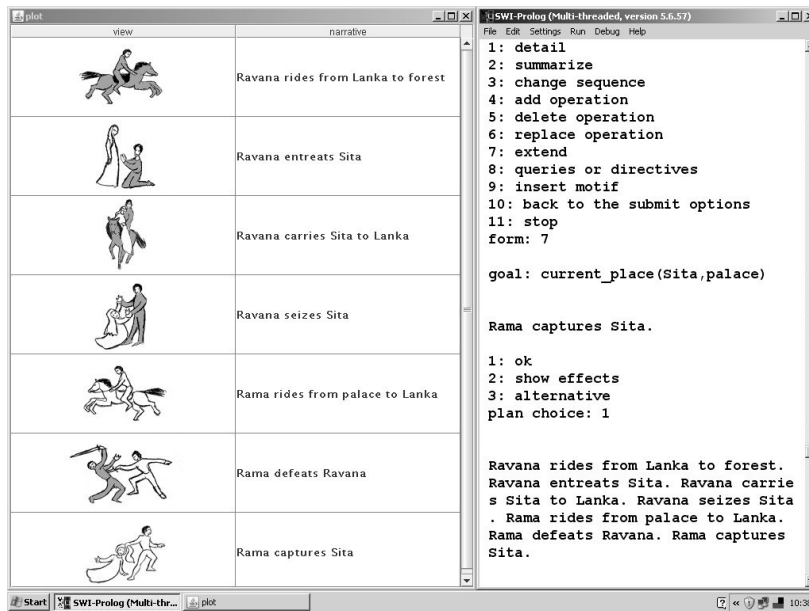 plot
view narrative
Ravana rides from Lanka to forest
Ravana entreats Sita
Ravana carries Sita to Lanka
Ravana seizes Sita
Rama rides from palace to Lanka
Rama defeats Ravana
Rama captures Sita
SWI-Prolog (Multi-threaded, version 5.6.57)
File Edit Settings Run Debug Help
1: detail
2: summarize
3: change sequence
4: add operation
5: delete operation
6: replace operation
7: extend
8: queries or directives
9: insert motif
10: back to the submit options
11: stop
form: 7
goal: current_place(Sita,palace)
Rama captures Sita.
1: ok
2: show effects
3: alternative
plan choice: 1
Ravana rides from Lanka to forest.
Ravana entreats Sita. Ravana carrie
s Sita to Lanka. Ravana seizes Sita
. Rama rides from palace to Lanka.
Rama defeats Ravana. Rama captures
Sita.
Start SWI-Prolog (Multi-thr... plot